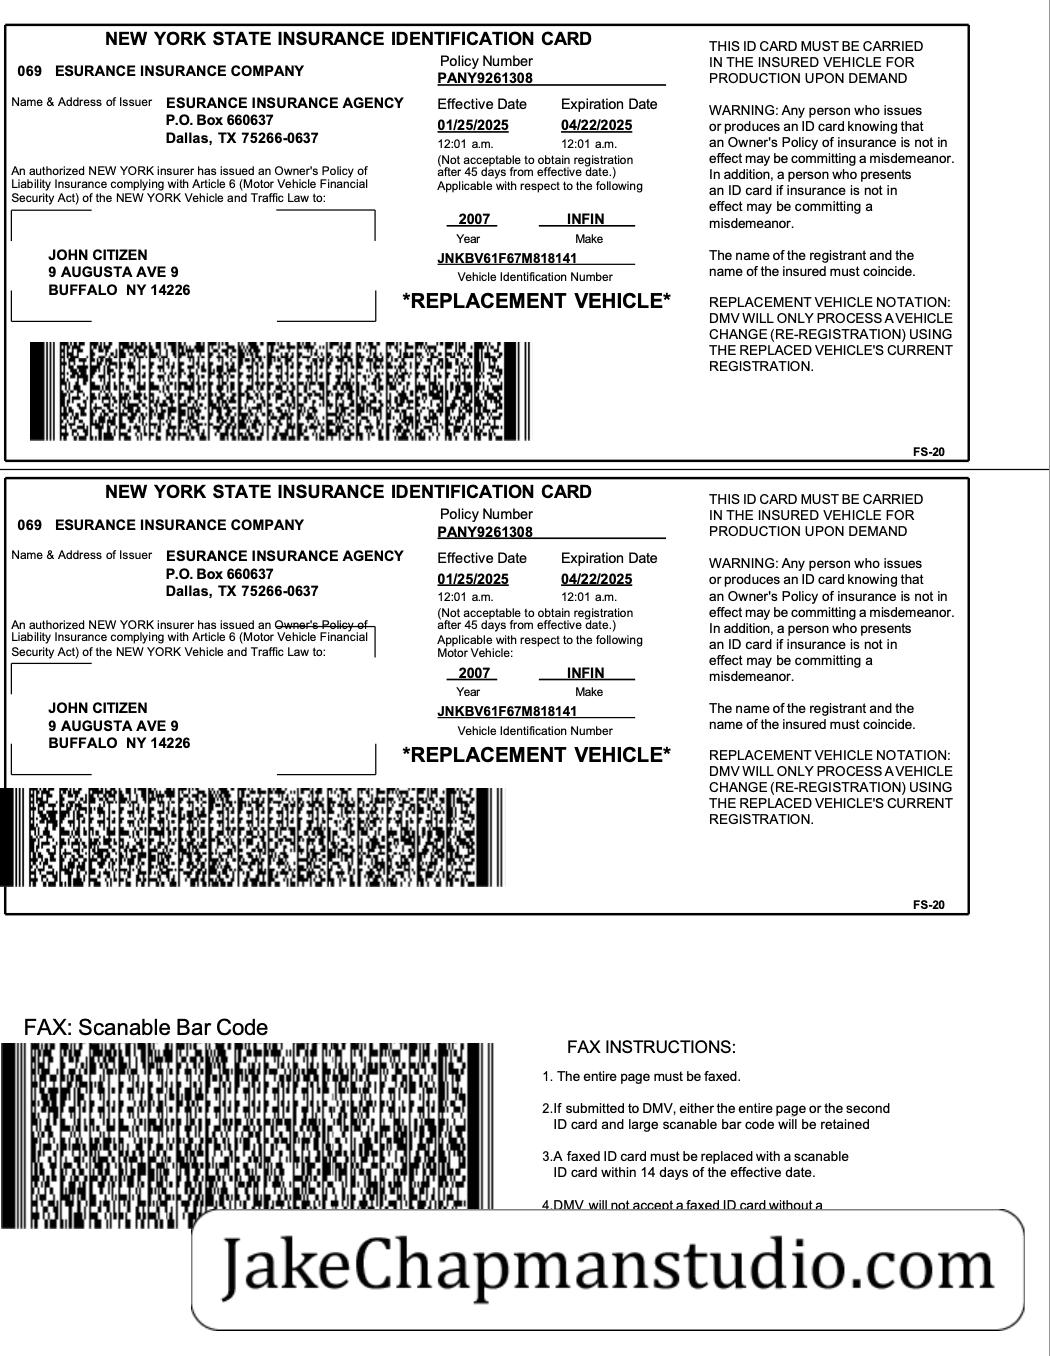 NEW YORK STATE INSURANCE IDENTIFICATION CARD
069 ESURANCE INSURANCE COMPANY
Name & Address of Issuer ESURANCE INSURANCE AGENCY
P.O. Box 660637
Dallas, TX 75266-0637
An authorized NEW YORK insurer has issued an Owner's Policy of
Liability Insurance complying with Article 6 (Motor Vehicle Financial
Security Act) of the NEW YORK Vehicle and Traffic Law to:
JOHN CITIZEN
9 AUGUSTA AVE 9
BUFFALO NY 14226
Policy Number
PANY9261308
Effective Date Expiration Date
01/25/2025 04/22/2025
12:01 a.m. 12:01 a.m.
(Not acceptable to obtain registration
after 45 days from effective date.)
Applicable with respect to the following
2007 INFIN
Year Make
JNKBV61F67M818141
Vehicle Identification Number
*REPLACEMENT VEHICLE*
THIS ID CARD MUST BE CARRIED
IN THE INSURED VEHICLE FOR
PRODUCTION UPON DEMAND
WARNING: Any person who issues
or produces an ID card knowing that
an Owner's Policy of insurance is not in
effect may be committing a misdemeanor.
In addition, a person who presents
an ID card if insurance is not in
effect may be committing a
misdemeanor.
The name of the registrant and the
name of the insured must coincide.
REPLACEMENT VEHICLE NOTATION:
DMV WILL ONLY PROCESS A VEHICLE
CHANGE (RE-REGISTRATION) USING
THE REPLACED VEHICLE'S CURRENT
REGISTRATION.
FS-20
NEW YORK STATE INSURANCE IDENTIFICATION CARD
069 ESURANCE INSURANCE COMPANY
Name & Address of Issuer ESURANCE INSURANCE AGENCY
P.O. Box 660637
Dallas, TX 75266-0637
An authorized NEW YORK insurer has issued an Owner's Policy of
Liability Insurance complying with Article 6 (Motor Vehicle Financial
Security Act) of the NEW YORK Vehicle and Traffic Law to:
JOHN CITIZEN
9 AUGUSTA AVE 9
BUFFALO NY 14226
Policy Number
PANY9261308
Effective Date Expiration Date
01/25/2025 04/22/2025
12:01 a.m. 12:01 a.m.
(Not acceptable to obtain registration
after 45 days from effective date.)
Applicable with respect to the following
Motor Vehicle:
2007 INFIN
Year Make
JNKBV61F67M818141
Vehicle Identification Number
*REPLACEMENT VEHICLE*
THIS ID CARD MUST BE CARRIED
IN THE INSURED VEHICLE FOR
PRODUCTION UPON DEMAND
WARNING: Any person who issues
or produces an ID card knowing that
an Owner's Policy of insurance is not in
effect may be committing a misdemeanor.
In addition, a person who presents
an ID card if insurance is not in
effect may be committing a
misdemeanor.
The name of the registrant and the
name of the insured must coincide.
REPLACEMENT VEHICLE NOTATION:
DMV WILL ONLY PROCESS A VEHICLE
CHANGE (RE-REGISTRATION) USING
THE REPLACED VEHICLE'S CURRENT
REGISTRATION.
FS-20
FAX: Scanable Bar Code
FAX INSTRUCTIONS:
1. The entire page must be faxed.
2.If submitted to DMV, either the entire page or the second
ID card and large scanable bar code will be retained
3.A faxed ID card must be replaced with a scanable
ID card within 14 days of the effective date.
4.DMV will not accept a faxed ID card without a
JakeChapmanstudio.com